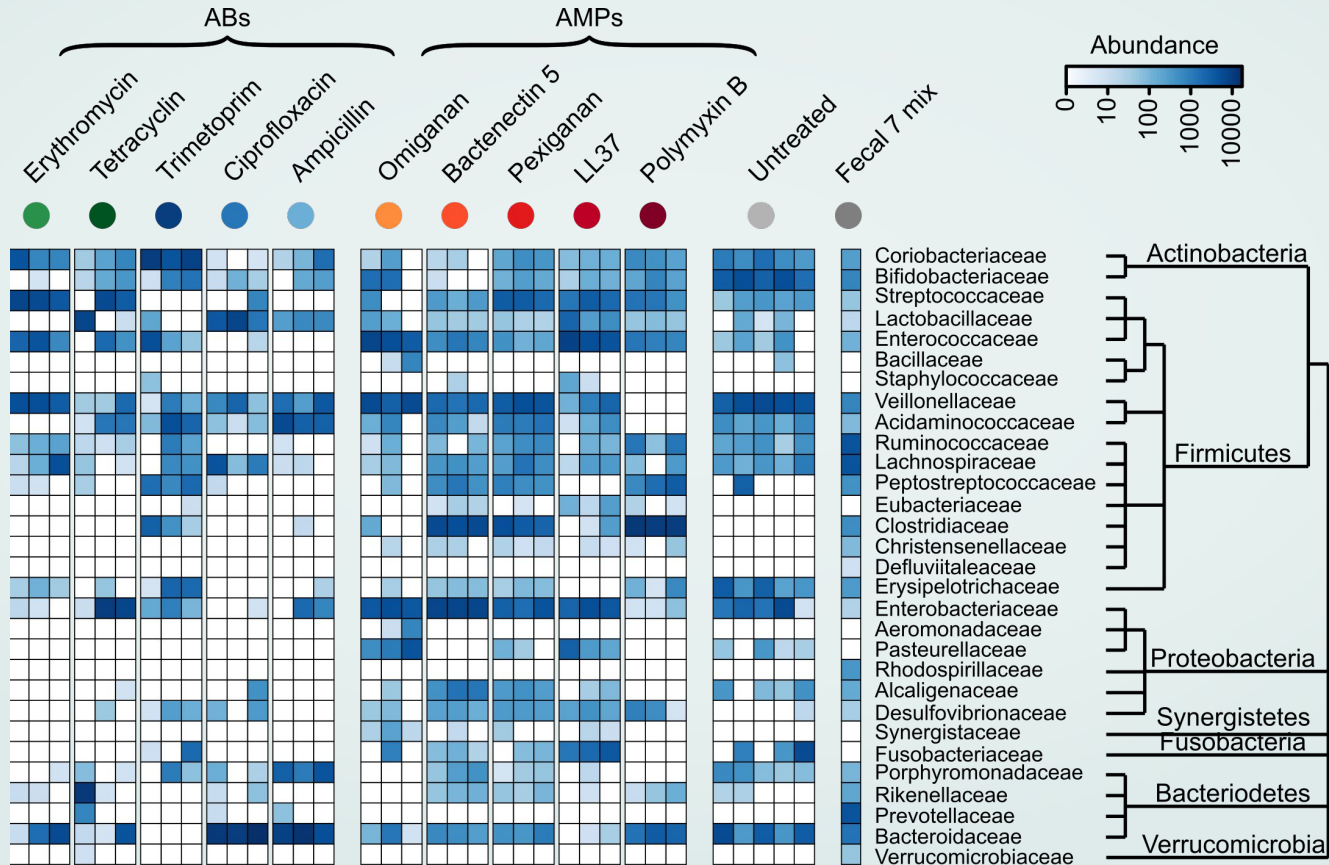 ABs
AMPs
Abundance
0
10
100
1000
10000
Erythromycin
Tetracyclin
Trimetoprim
Ciprofloxacin
Ampicillin
Omiganan
Bactenectin 5
Pexiganan
LL37
Polymyxin B
Untreated
Fecal 7 mix
Coriobacteriaceae
Bifidobacteriaceae
Streptococcaceae
Lactobacillaceae
Enterococcaceae
Bacillaceae
Staphylococcaceae
Veillonellaceae
Acidaminococcaceae
Ruminococcaceae
Lachnospiraceae
Peptostreptococcaceae
Eubacteriaceae
Clostridiaceae
Christensenellaceae
Defluviitaleaceae
Erysipelotrichaceae
Enterobacteriaceae
Aeromonadaceae
Pasteurellaceae
Rhodospirillaceae
Alcaligenaceae
Desulfovibrionaceae
Synergistaceae
Fusobacteriaceae
Porphyromonadaceae
Rikenellaceae
Prevotellaceae
Bacteroidaceae
Verrucomicrobiaceae
Actinobacteria
Firmicutes
Proteobacteria
Synergistetes
Fusobacteria
Bacteriodetes
Verrucomicrobia